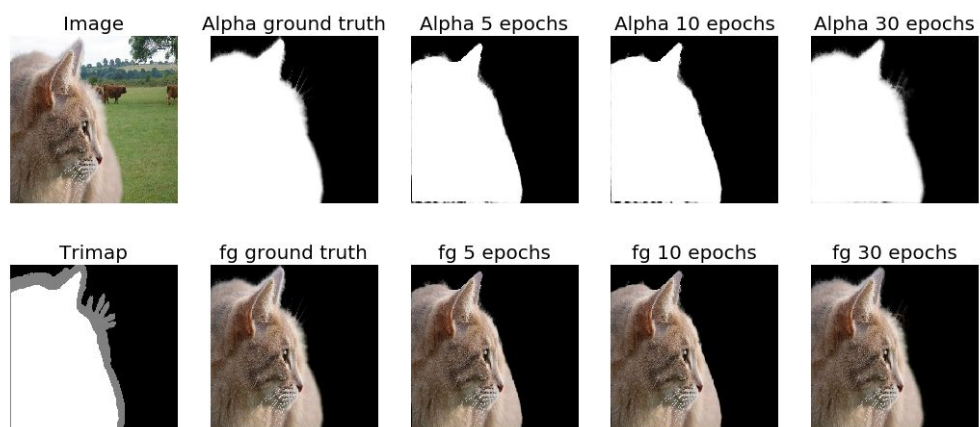 Image
Alpha ground truth
Alpha 5 epochs
Alpha 10 epochs
Alpha 30 epochs
Trimap
fg ground truth
fg 5 epochs
fg 10 epochs
fg 30 epochs